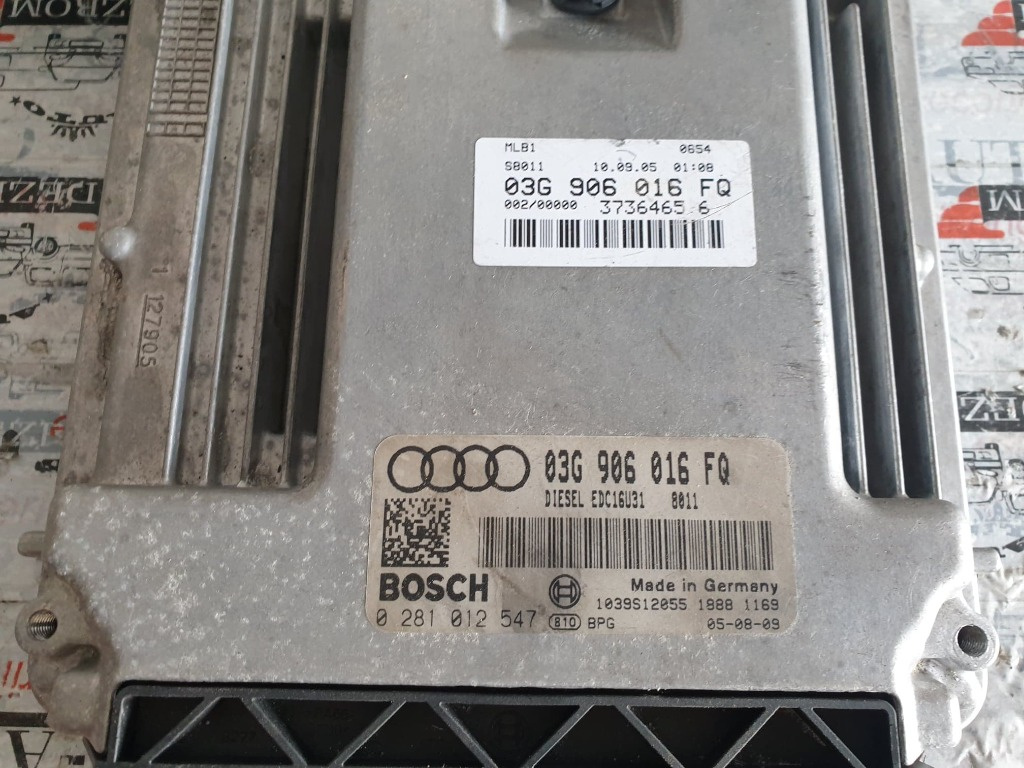 MLB1 0654
SB011 10.09.05 01:08
03G 906 016 FQ
002/00000 3736465 6
1 127905
03G 906 016 FQ
DIESEL EDC16U31 8011
BOSCH
Made in Germany
1039S12055 1888 1169
0 281 012 547 810 BPG 05-08-09